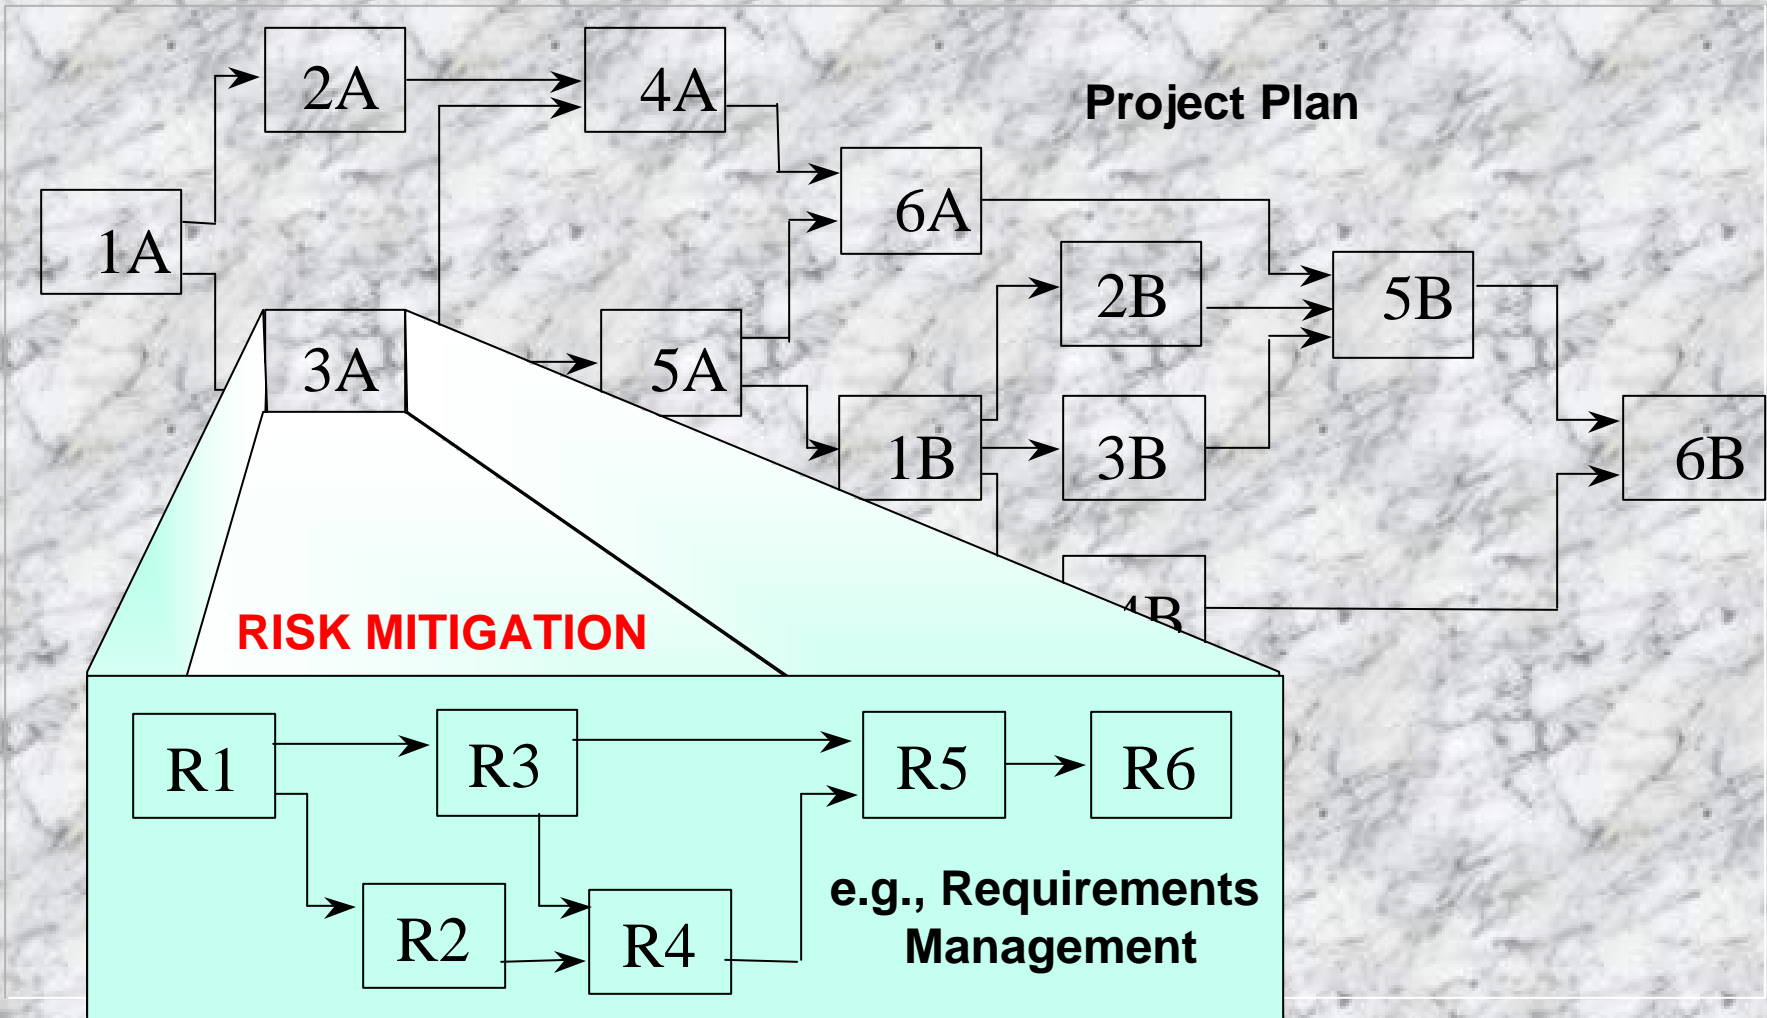 2A
4A
Project Plan
1A
6A
2B
5B
3A
5A
1B
3B
6B
4B
RISK MITIGATION
R1
R3
R5
R6
R2
R4
e.g., Requirements
Management